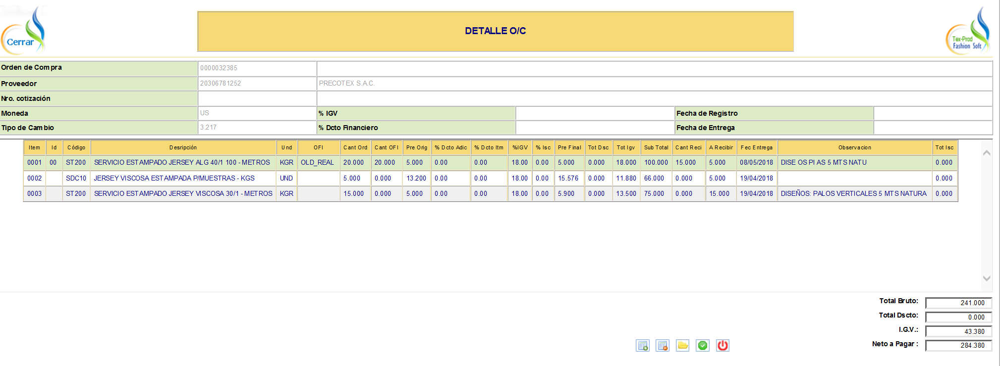 Cerrar
DETALLE O/C
Tex-Prod
Fashion Soft
Orden de Compra 0000032385
Proveedor 20306781252 PRECOTEX S.A.C.
Nro. cotización
Moneda US % IGV Fecha de Registro
Tipo de Cambio 3.217 % Dcto Financiero Fecha de Entrega
Item Id Código Desripción Und OFI Cant Ord Cant OFI Pre Orig % Dcto Adic % Dcto Itm %IGV % Isc Pre Final Tot Dsc Tot Igv Sub Total Cant Reci A Recibir Fec Entrega Observacion Tot Isc
0001 00 ST200 SERVICIO ESTAMPADO JERSEY ALG 40/1 100 - METROS KGR OLD_REAL 20.000 20.000 5.000 0.00 0.00 18.00 0.00 5.000 0.000 18.000 100.000 15.000 5.000 08/05/2018 DISE OS PI AS 5 MTS NATU 0.000
0002 SDC10 JERSEY VISCOSA ESTAMPADA P/MUESTRAS - KGS UND 5.000 0.000 13.200 0.00 0.00 18.00 0.00 15.576 0.000 11.880 66.000 0.000 5.000 19/04/2018 0.000
0003 ST200 SERVICIO ESTAMPADO JERSEY VISCOSA 30/1 - METROS KGR 15.000 0.000 5.000 0.00 0.00 18.00 0.00 5.900 0.000 13.500 75.000 0.000 15.000 19/04/2018 DISEÑOS: PALOS VERTICALES 5 MTS NATURA 0.000
Total Bruto: 241.000
Total Dscto: 0.000
I.G.V.: 43.380
Neto a Pagar : 284.380